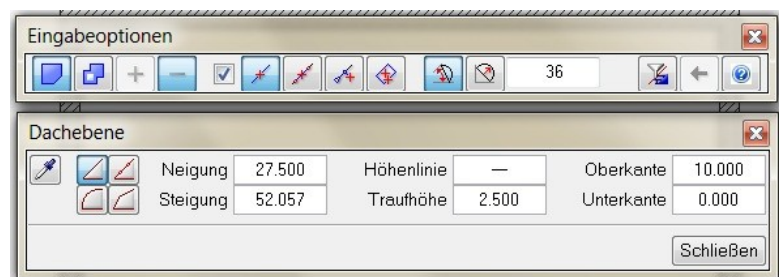 Eingabeoptionen
36
Dachebene
Neigung 27.500 Höhenlinie — Oberkante 10.000
Steigung 52.057 Traufhöhe 2.500 Unterkante 0.000
Schließen